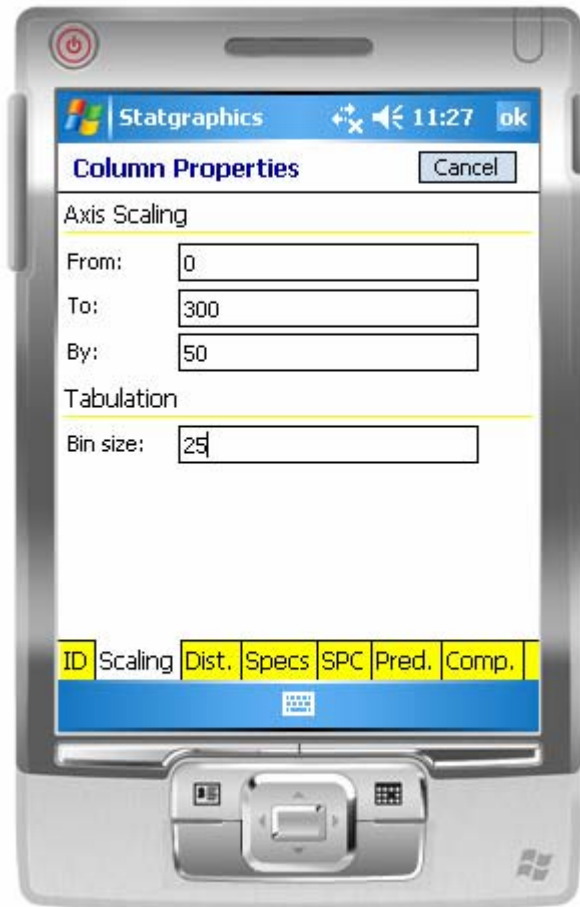 Statgraphics 11:27 ok
Column Properties Cancel
Axis Scaling
From: 0
To: 300
By: 50
Tabulation
Bin size: 25
ID Scaling Dist. Specs SPC Pred. Comp.